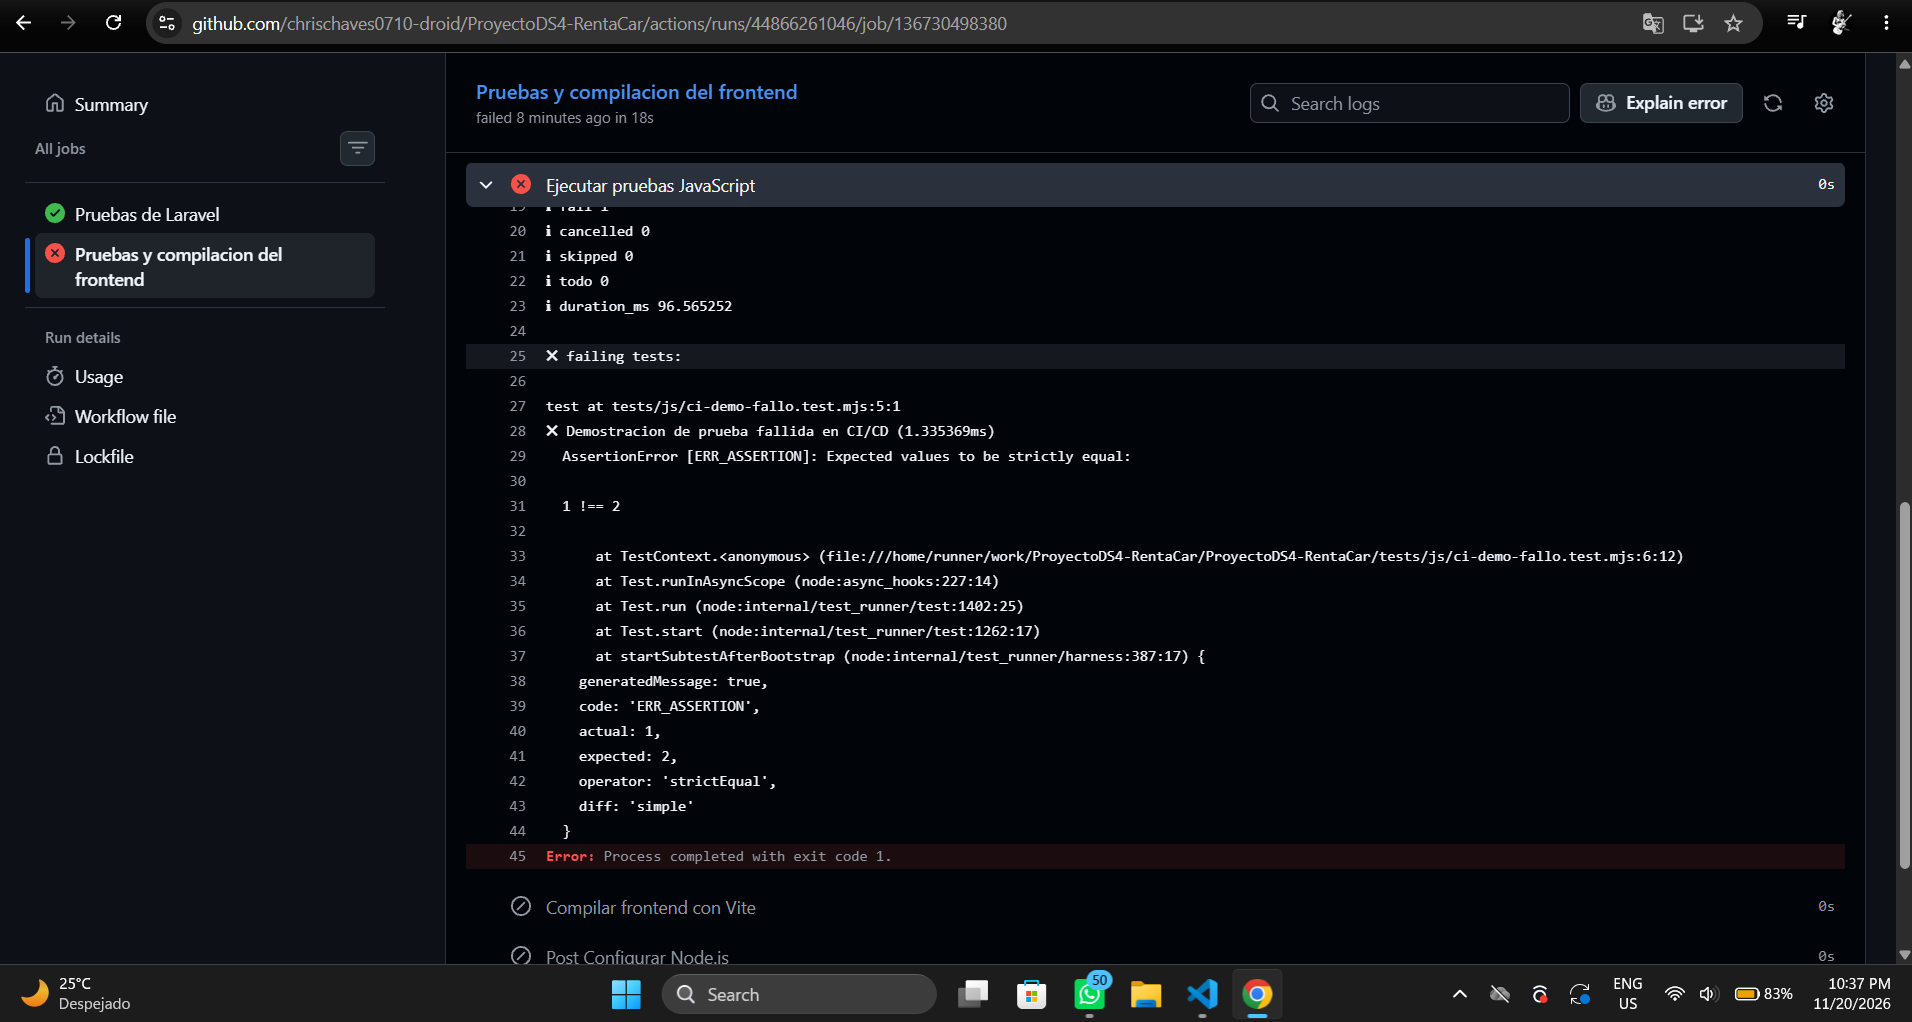 github.com/chrischaves0710-droid/ProyectoDS4-RentaCar/actions/runs/44866261046/job/136730498380
Summary
All jobs
Pruebas de Laravel
Pruebas y compilacion del
frontend
Run details
Usage
Workflow file
Lockfile
Pruebas y compilacion del frontend
failed 8 minutes ago in 18s
Search logs
Explain error
Ejecutar pruebas JavaScript
0s
19 ℹ fail 1
20 ℹ cancelled 0
21 ℹ skipped 0
22 ℹ todo 0
23 ℹ duration_ms 96.565252
24
25 ✖ failing tests:
26
27 test at tests/js/ci-demo-fallo.test.mjs:5:1
28 ✖ Demostracion de prueba fallida en CI/CD (1.335369ms)
29 AssertionError [ERR_ASSERTION]: Expected values to be strictly equal:
30
31 1 !== 2
32
33 at TestContext.<anonymous> (file:///home/runner/work/ProyectoDS4-RentaCar/ProyectoDS4-RentaCar/tests/js/ci-demo-fallo.test.mjs:6:12)
34 at Test.runInAsyncScope (node:async_hooks:227:14)
35 at Test.run (node:internal/test_runner/test:1402:25)
36 at Test.start (node:internal/test_runner/test:1262:17)
37 at startSubtestAfterBootstrap (node:internal/test_runner/harness:387:17) {
38 generatedMessage: true,
39 code: 'ERR_ASSERTION',
40 actual: 1,
41 expected: 2,
42 operator: 'strictEqual',
43 diff: 'simple'
44 }
45 Error: Process completed with exit code 1.
Compilar frontend con Vite
0s
Post Configurar Node.js
0s
25°C
Despejado
Search
50
ENG
US
83%
10:37 PM
11/20/2026